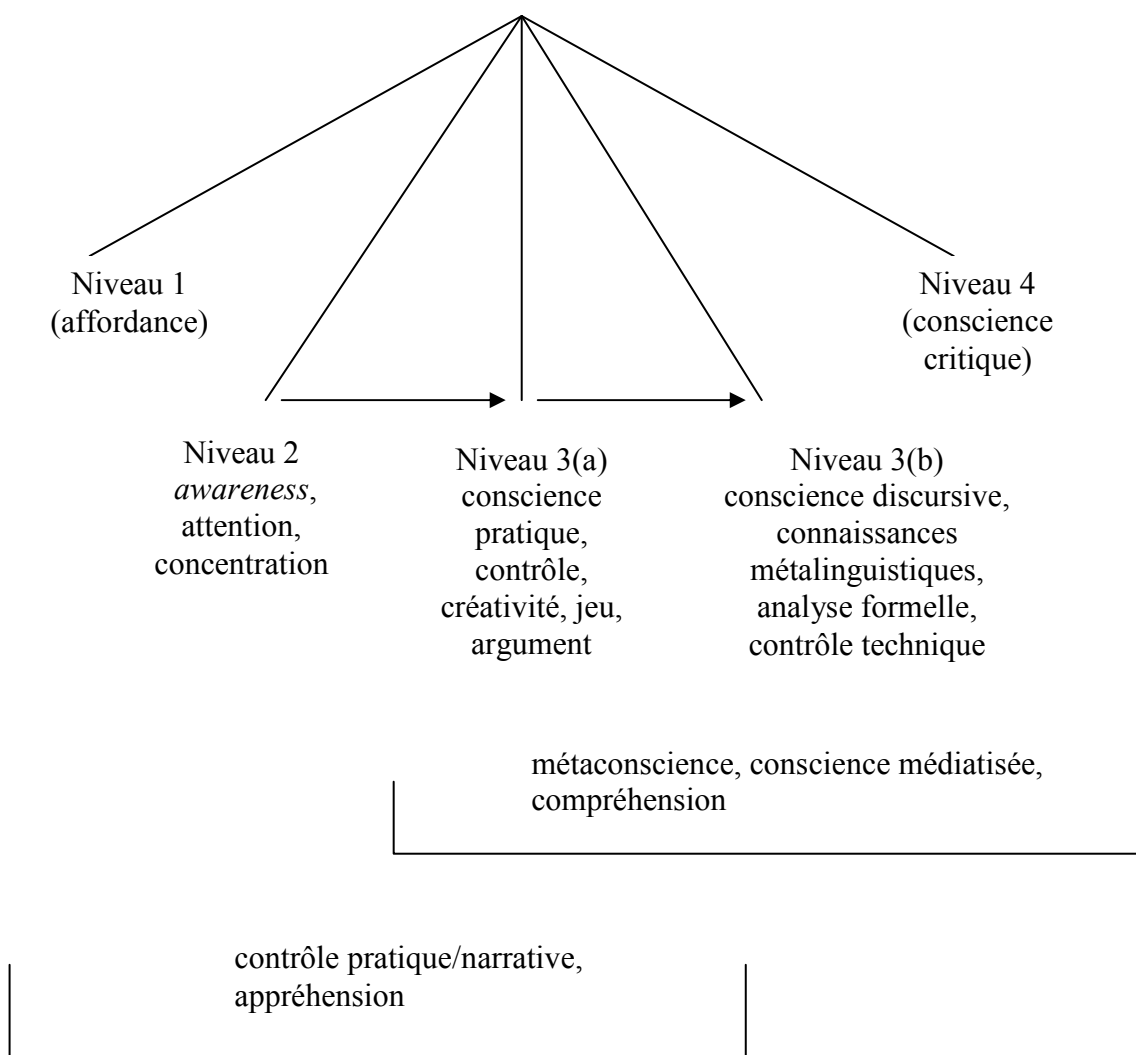 Niveau 1
(affordance)
Niveau 4
(conscience
critique)
Niveau 2
awareness,
attention,
concentration
Niveau 3(a)
conscience
pratique,
contrôle,
créativité, jeu,
argument
Niveau 3(b)
conscience discursive,
connaissances
métalinguistiques,
analyse formelle,
contrôle technique
métaconscience, conscience médiatisée,
compréhension
contrôle pratique/narrative,
appréhension